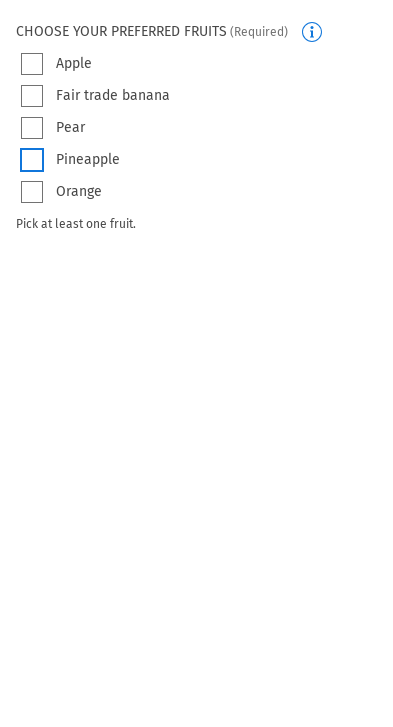 CHOOSE YOUR PREFERRED FRUITS (Required)
Apple
Fair trade banana
Pear
Pineapple
Orange
Pick at least one fruit.